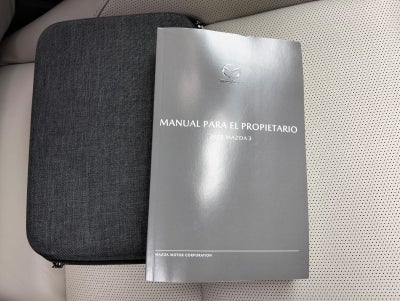 MANUAL PARA EL PROPIETARIO
MAZDA 3
MAZDA MOTOR CORPORATION